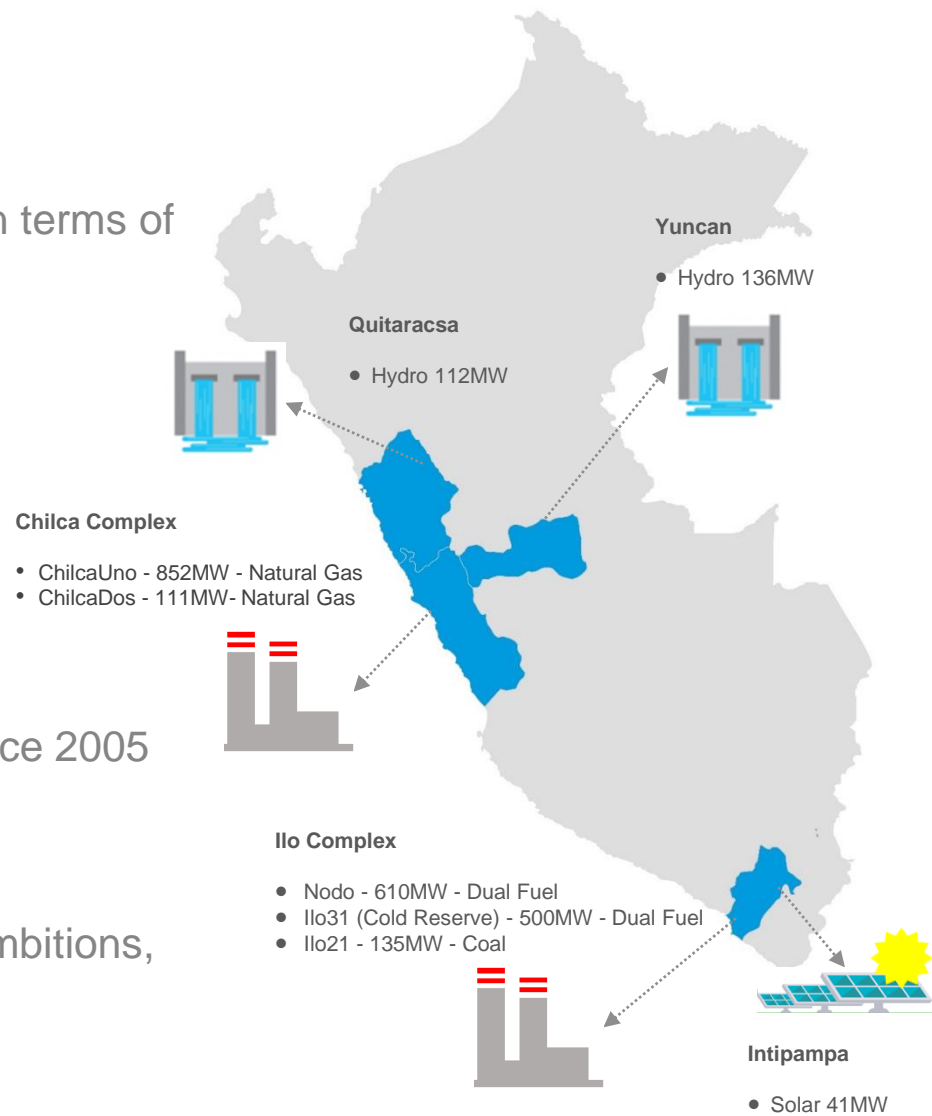 n terms of
Yuncan
• Hydro 136MW
Quitaracsa
• Hydro 112MW
Chilca Complex
• ChilcaUno - 852MW - Natural Gas
• ChilcaDos - 111MW- Natural Gas
ce 2005
Ilo Complex
• Nodo - 610MW - Dual Fuel
• Ilo31 (Cold Reserve) - 500MW - Dual Fuel
• Ilo21 - 135MW - Coal
mbitions,
Intipampa
• Solar 41MW